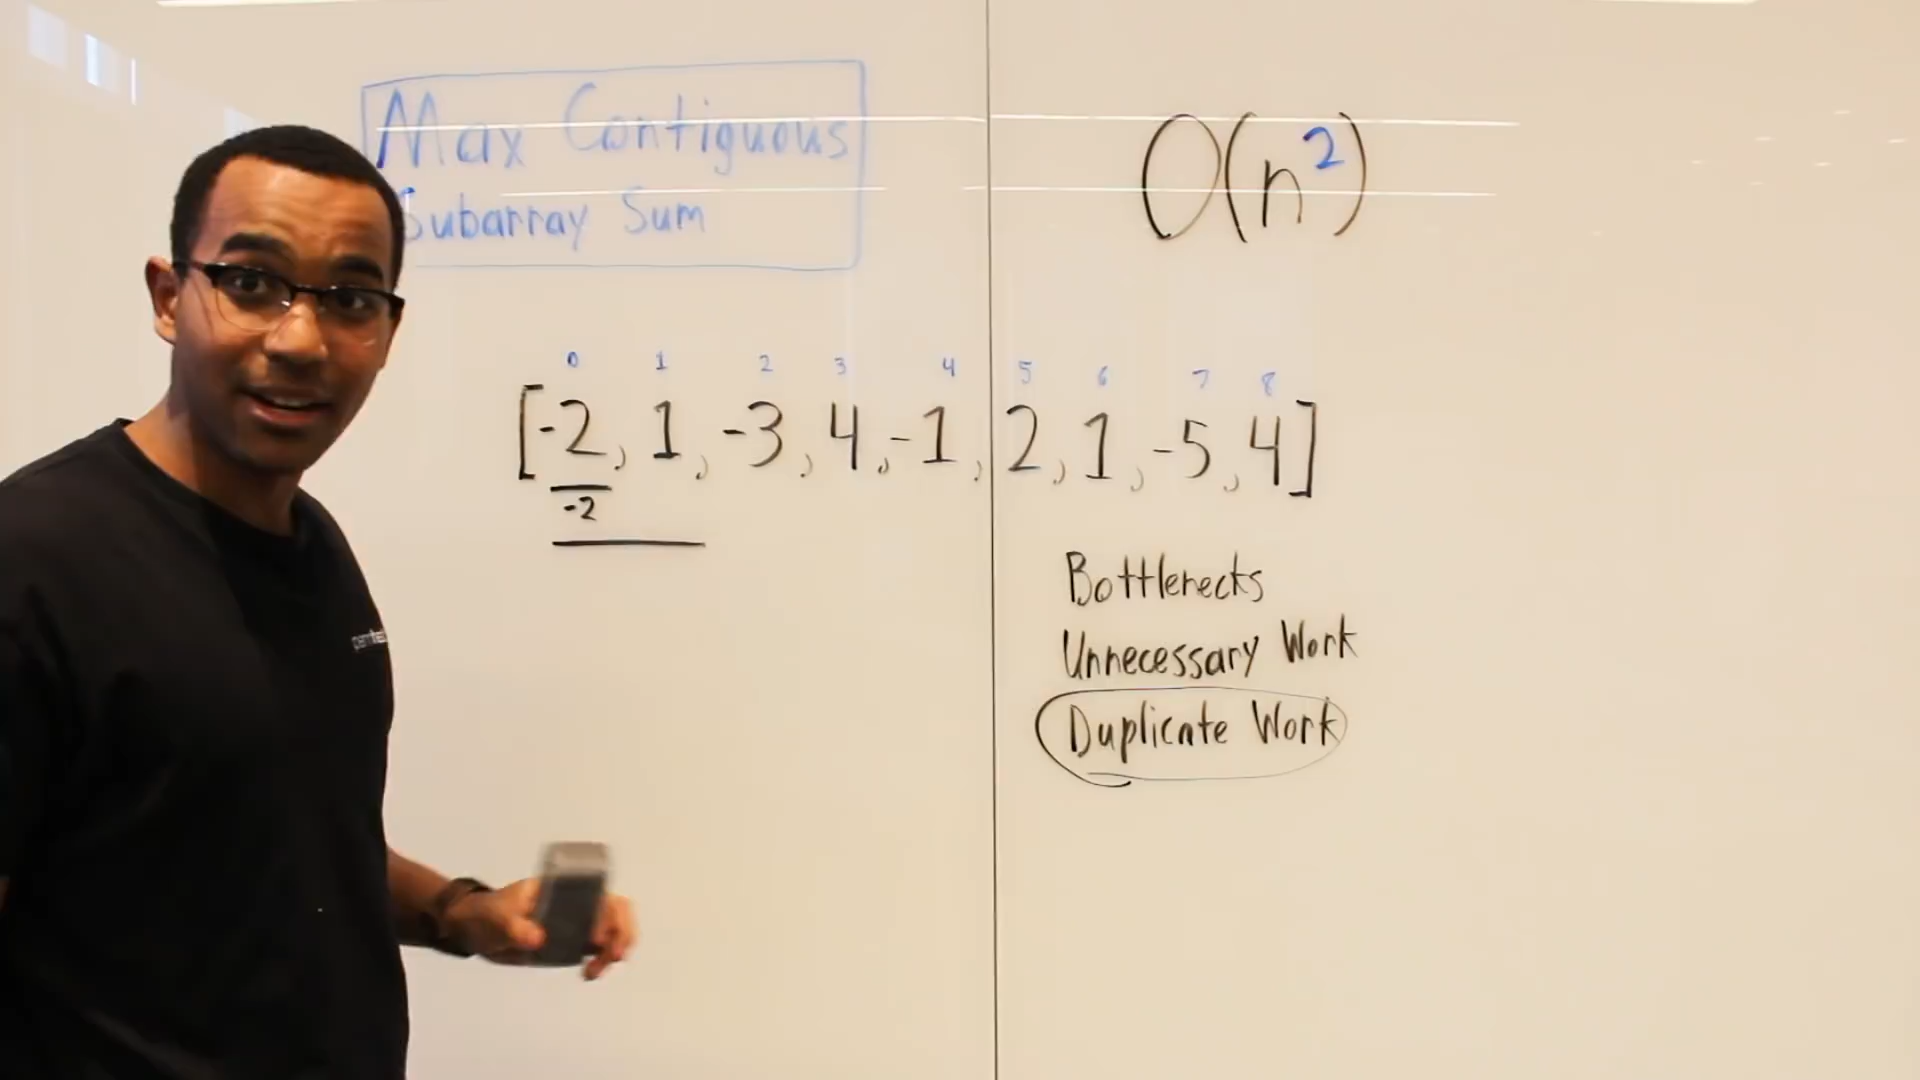 Max Contiguous
Subarray Sum
O(n²)
0 1 2 3 4 5 6 7 8
[-2, 1, -3, 4, -1, 2, 1, -5, 4]
-2
Bottlenecks
Unnecessary Work
Duplicate Work